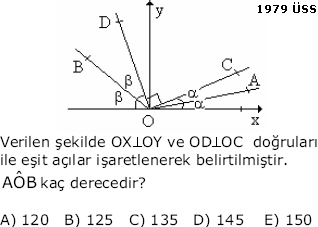 1979 ÜSS
y
D
B
C
A
β
β
α
α
O
x
Verilen şekilde OX⊥OY ve OD⊥OC doğruları
ile eşit açılar işaretlenerek belirtilmiştir.
AÔB kaç derecedir?
A) 120 B) 125 C) 135 D) 145 E) 150